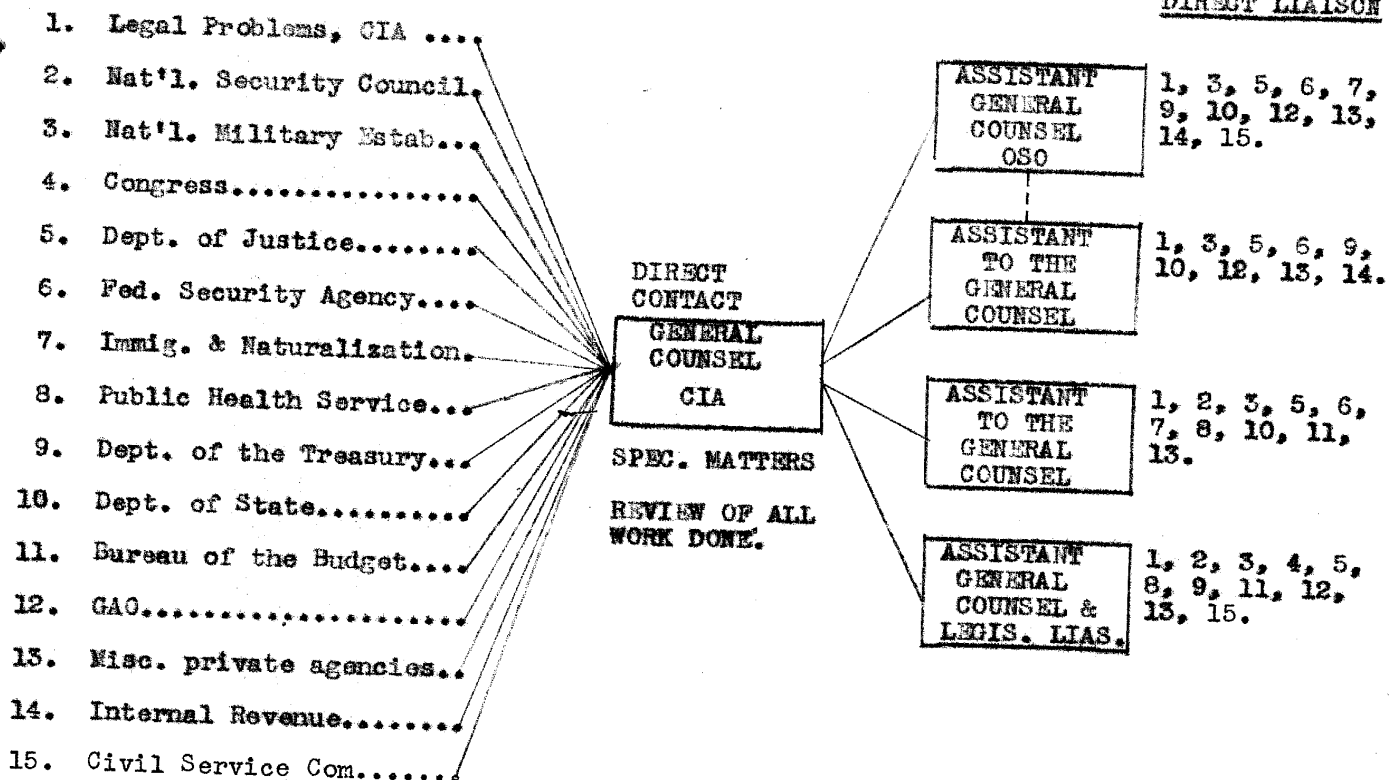 DIRECT LIAISON
1. Legal Problems, CIA ....
2. Nat'l. Security Council.
3. Nat'l. Military Estab...
4. Congress................
5. Dept. of Justice........
6. Fed. Security Agency....
7. Immig. & Naturalization.
8. Public Health Service...
9. Dept. of the Treasury...
10. Dept. of State..........
11. Bureau of the Budget....
12. GAO.....................
13. Misc. private agencies..
14. Internal Revenue........
15. Civil Service Com.......
DIRECT
CONTACT
GENERAL
COUNSEL
CIA
SPEC. MATTERS
REVIEW OF ALL
WORK DONE.
ASSISTANT
GENERAL
COUNSEL
OSO
1, 3, 5, 6, 7,
9, 10, 12, 13,
14, 15.
ASSISTANT
TO THE
GENERAL
COUNSEL
1, 3, 5, 6, 9,
10, 12, 13, 14.
ASSISTANT
TO THE
GENERAL
COUNSEL
1, 2, 3, 5, 6,
7, 8, 10, 11,
13.
ASSISTANT
GENERAL
COUNSEL &
LEGIS. LIAS.
1, 2, 3, 4, 5,
8, 9, 11, 12,
13, 15.